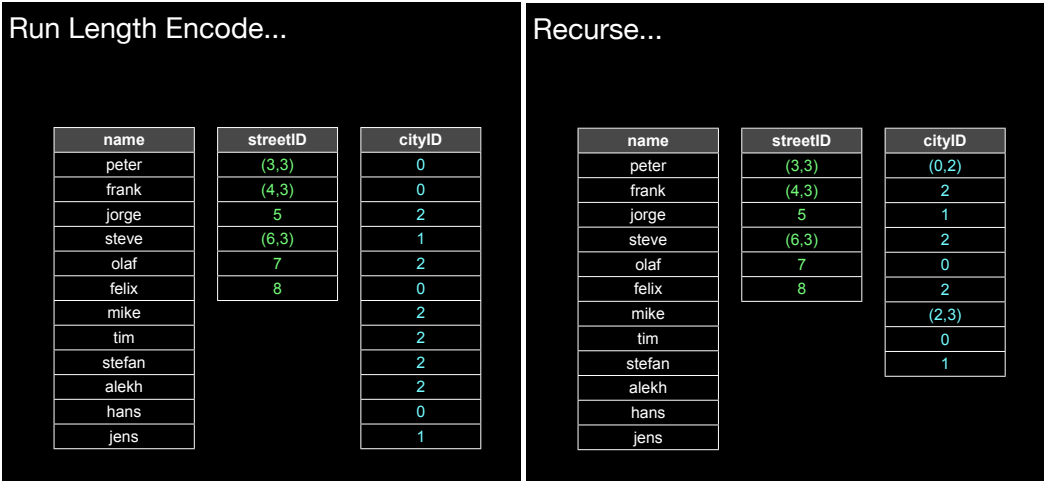 Run Length Encode...
name streetID cityID
peter (3,3) 0
frank (4,3) 0
jorge 5 2
steve (6,3) 1
olaf 7 2
felix 8 0
mike 2
tim 2
stefan 2
alekh 2
hans 0
jens 1
Recurse...
name streetID cityID
peter (3,3) (0,2)
frank (4,3) 2
jorge 5 1
steve (6,3) 2
olaf 7 0
felix 8 2
mike (2,3)
tim 0
stefan 1
alekh
hans
jens